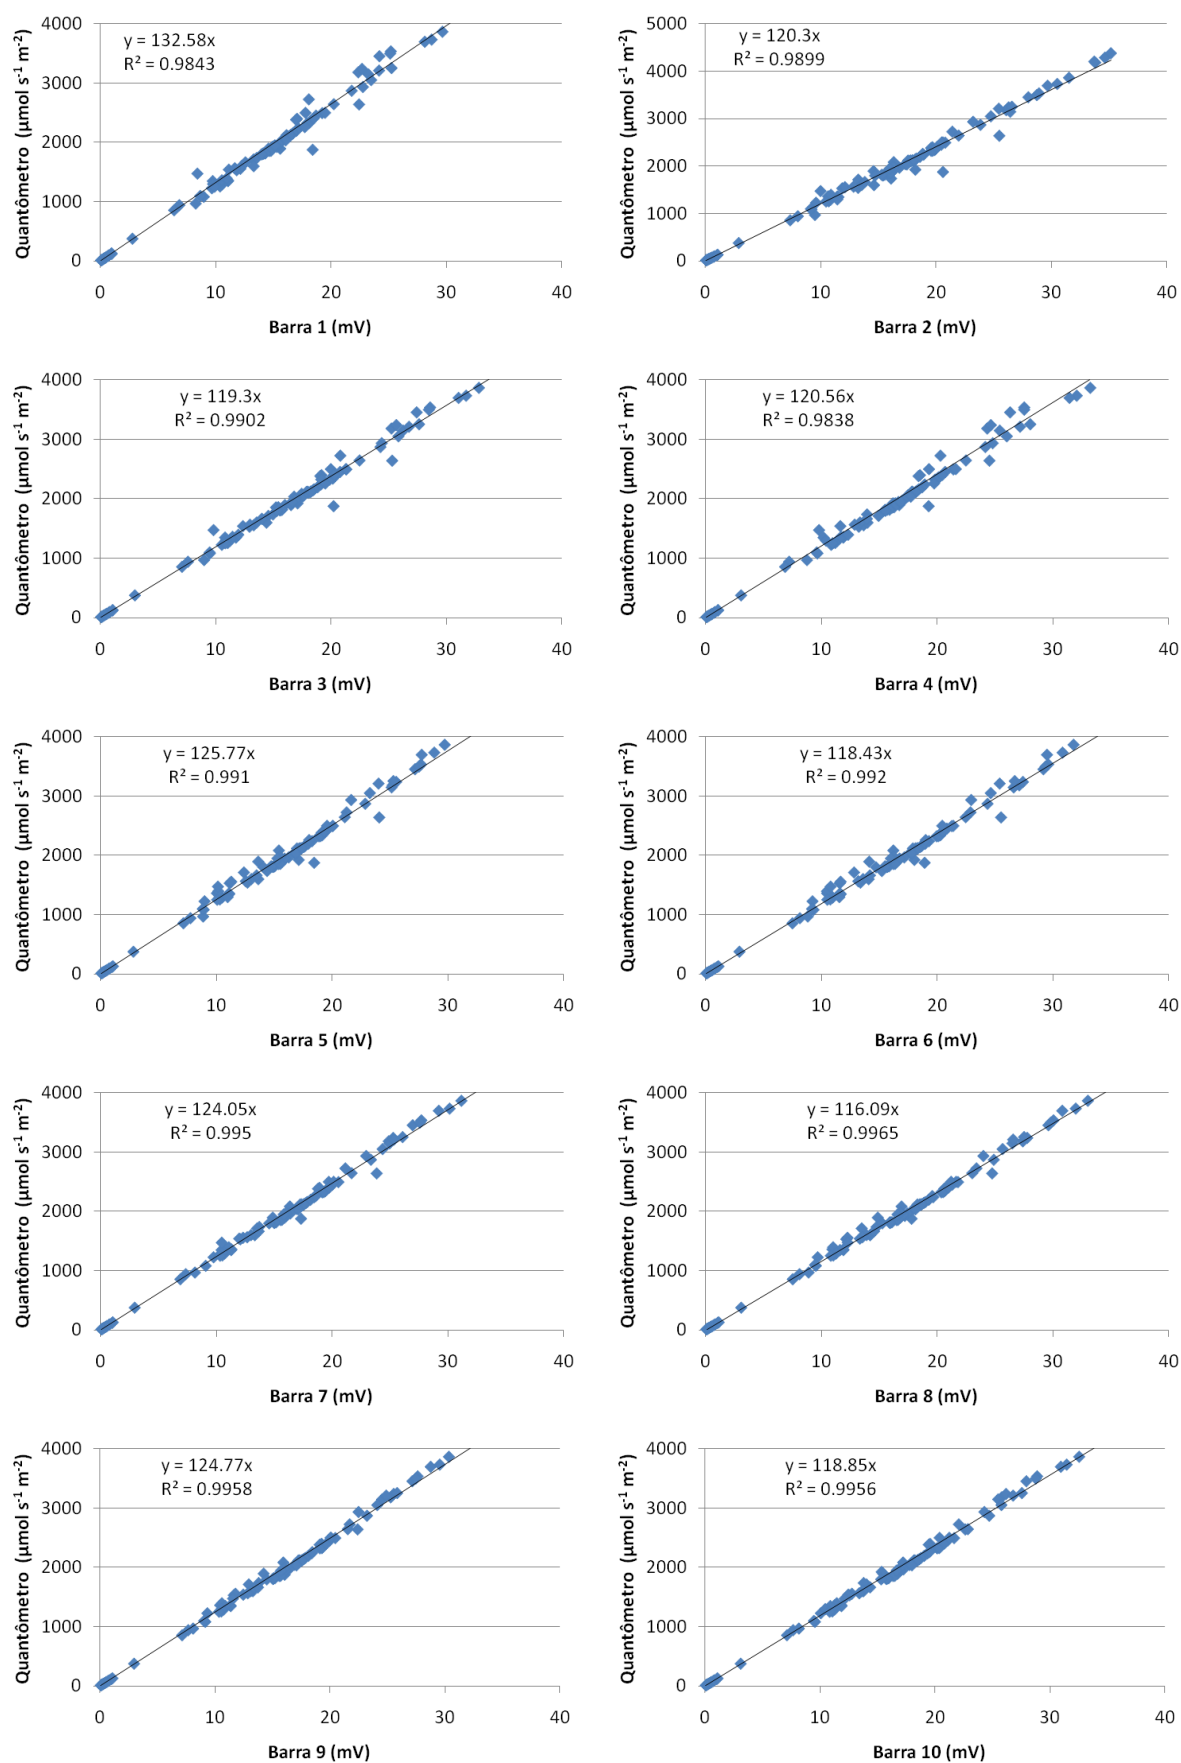 Quantômetro (µmol s⁻¹ m⁻²)
4000
3000
2000
1000
0
y = 132.58x
R² = 0.9843
0 10 20 30 40
Barra 1 (mV)
Quantômetro (µmol s⁻¹ m⁻²)
5000
4000
3000
2000
1000
0
y = 120.3x
R² = 0.9899
0 10 20 30 40
Barra 2 (mV)
Quantômetro (µmol s⁻¹ m⁻²)
4000
3000
2000
1000
0
y = 119.3x
R² = 0.9902
0 10 20 30 40
Barra 3 (mV)
Quantômetro (µmol s⁻¹ m⁻²)
4000
3000
2000
1000
0
y = 120.56x
R² = 0.9838
0 10 20 30 40
Barra 4 (mV)
Quantômetro (µmol s⁻¹ m⁻²)
4000
3000
2000
1000
0
y = 125.77x
R² = 0.991
0 10 20 30 40
Barra 5 (mV)
Quantômetro (µmol s⁻¹ m⁻²)
4000
3000
2000
1000
0
y = 118.43x
R² = 0.992
0 10 20 30 40
Barra 6 (mV)
Quantômetro (µmol s⁻¹ m⁻²)
4000
3000
2000
1000
0
y = 124.05x
R² = 0.995
0 10 20 30 40
Barra 7 (mV)
Quantômetro (µmol s⁻¹ m⁻²)
4000
3000
2000
1000
0
y = 116.09x
R² = 0.9965
0 10 20 30 40
Barra 8 (mV)
Quantômetro (µmol s⁻¹ m⁻²)
4000
3000
2000
1000
0
y = 124.77x
R² = 0.9958
0 10 20 30 40
Barra 9 (mV)
Quantômetro (µmol s⁻¹ m⁻²)
4000
3000
2000
1000
0
y = 118.85x
R² = 0.9956
0 10 20 30 40
Barra 10 (mV)